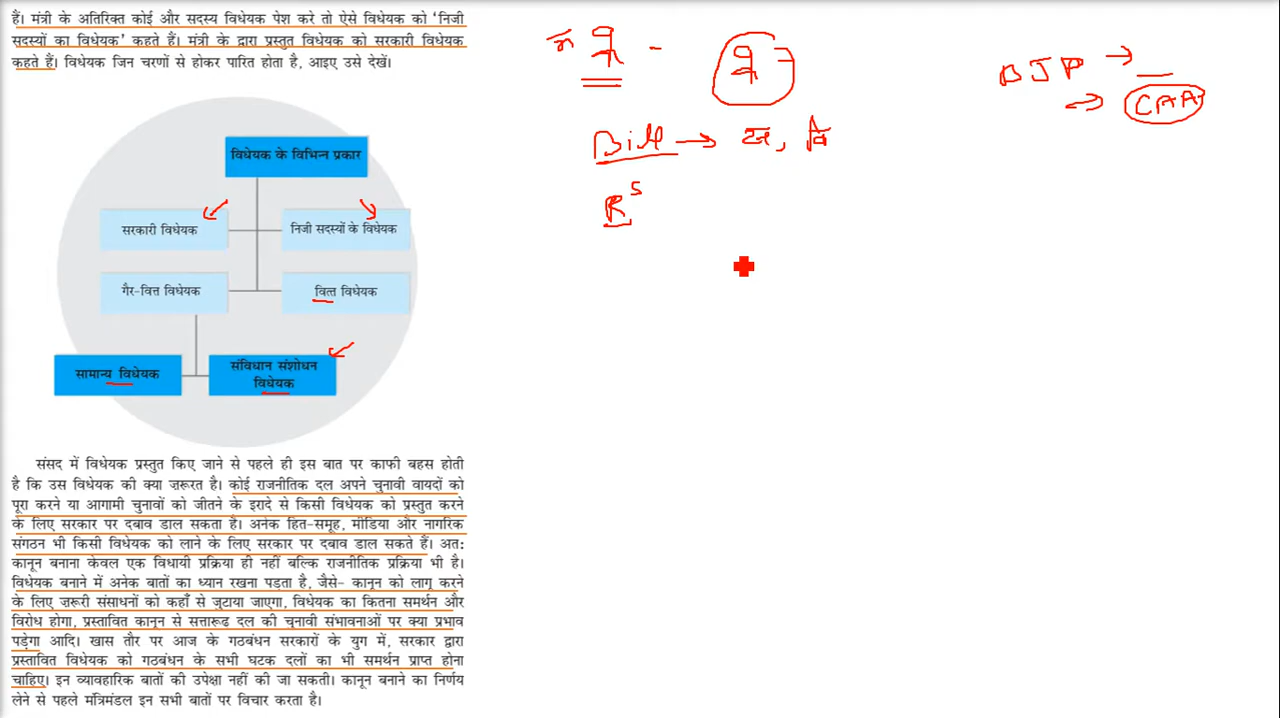 हैं। मंत्री के अतिरिक्त कोई और सदस्य विधेयक पेश करे तो ऐसे विधेयक को ‘निजी
सदस्यों का विधेयक’ कहते हैं। मंत्री के द्वारा प्रस्तुत विधेयक को सरकारी विधेयक
कहते हैं। विधेयक जिन चरणों से होकर पारित होता है, आइए उसे देखें।
विधेयक के विभिन्न प्रकार
सरकारी विधेयक
निजी सदस्यों के विधेयक
गैर-वित्त विधेयक
वित्त विधेयक
सामान्य विधेयक
संविधान संशोधन
विधेयक
संसद में विधेयक प्रस्तुत किए जाने से पहले ही इस बात पर काफी बहस होती
है कि उस विधेयक की क्या ज़रूरत है। कोई राजनीतिक दल अपने चुनावी वायदों को
पूरा करने या आगामी चुनावों को जीतने के इरादे से किसी विधेयक को प्रस्तुत करने
के लिए सरकार पर दबाव डाल सकता है। अनेक हित-समूह, मीडिया और नागरिक
संगठन भी किसी विधेयक को लाने के लिए सरकार पर दबाव डाल सकते हैं। अतः
कानून बनाना केवल एक विधायी प्रक्रिया ही नहीं बल्कि राजनीतिक प्रक्रिया भी है।
विधेयक बनाने में अनेक बातों का ध्यान रखना पड़ता है, जैसे- कानून को लागू करने
के लिए ज़रूरी संसाधनों को कहाँ से जुटाया जाएगा, विधेयक का कितना समर्थन और
विरोध होगा, प्रस्तावित कानून से सत्तारूढ दल की चुनावी संभावनाओं पर क्या प्रभाव
पड़ेगा आदि। खास तौर पर आज के गठबंधन सरकारों के युग में, सरकार द्वारा
प्रस्तावित विधेयक को गठबंधन के सभी घटक दलों का भी समर्थन प्राप्त होना
चाहिए। इन व्यावहारिक बातों की उपेक्षा नहीं की जा सकती। कानून बनाने का निर्णय
लेने से पहले मंत्रिमंडल इन सभी बातों पर विचार करता है।
BJP →
→ CAA
Bill →